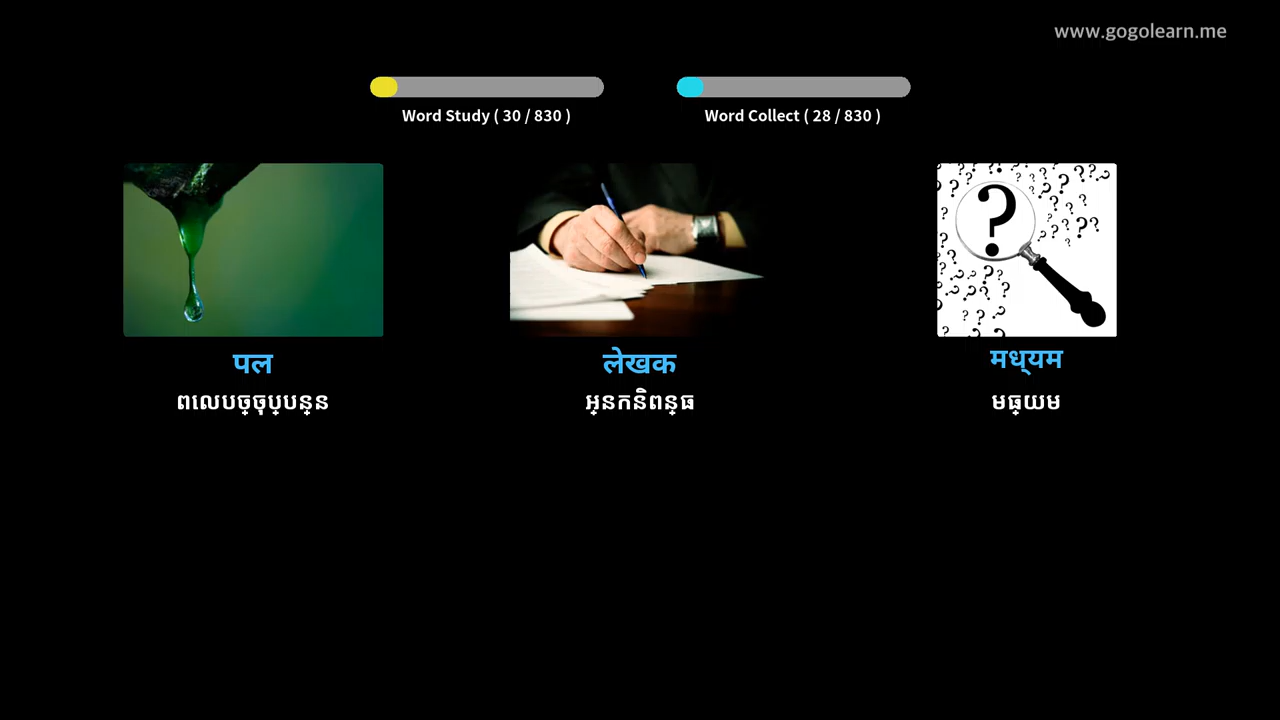 www.gogolearn.me
Word Study ( 30 / 830 )
Word Collect ( 28 / 830 )
पल
लेखक
मध्यम
ពេលបច្ចុប្បន្ន
អ្នកនិពន្ធ
មធ្យម